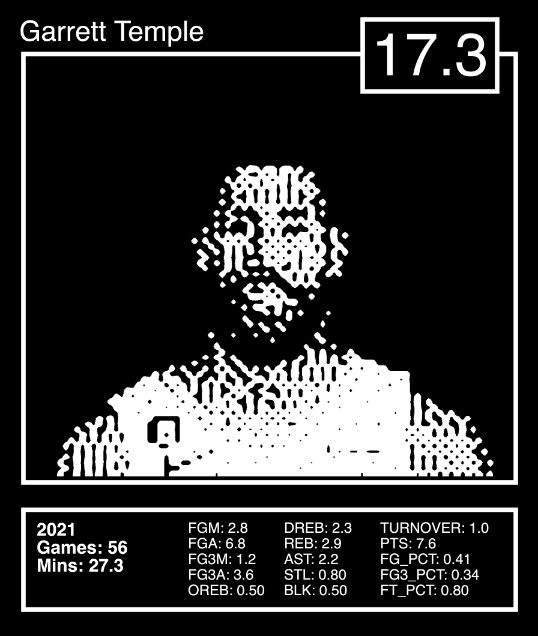 Garrett Temple
17.3
2021
Games: 56
Mins: 27.3
FGM: 2.8
FGA: 6.8
FG3M: 1.2
FG3A: 3.6
OREB: 0.50
DREB: 2.3
REB: 2.9
AST: 2.2
STL: 0.80
BLK: 0.50
TURNOVER: 1.0
PTS: 7.6
FG_PCT: 0.41
FG3_PCT: 0.34
FT_PCT: 0.80